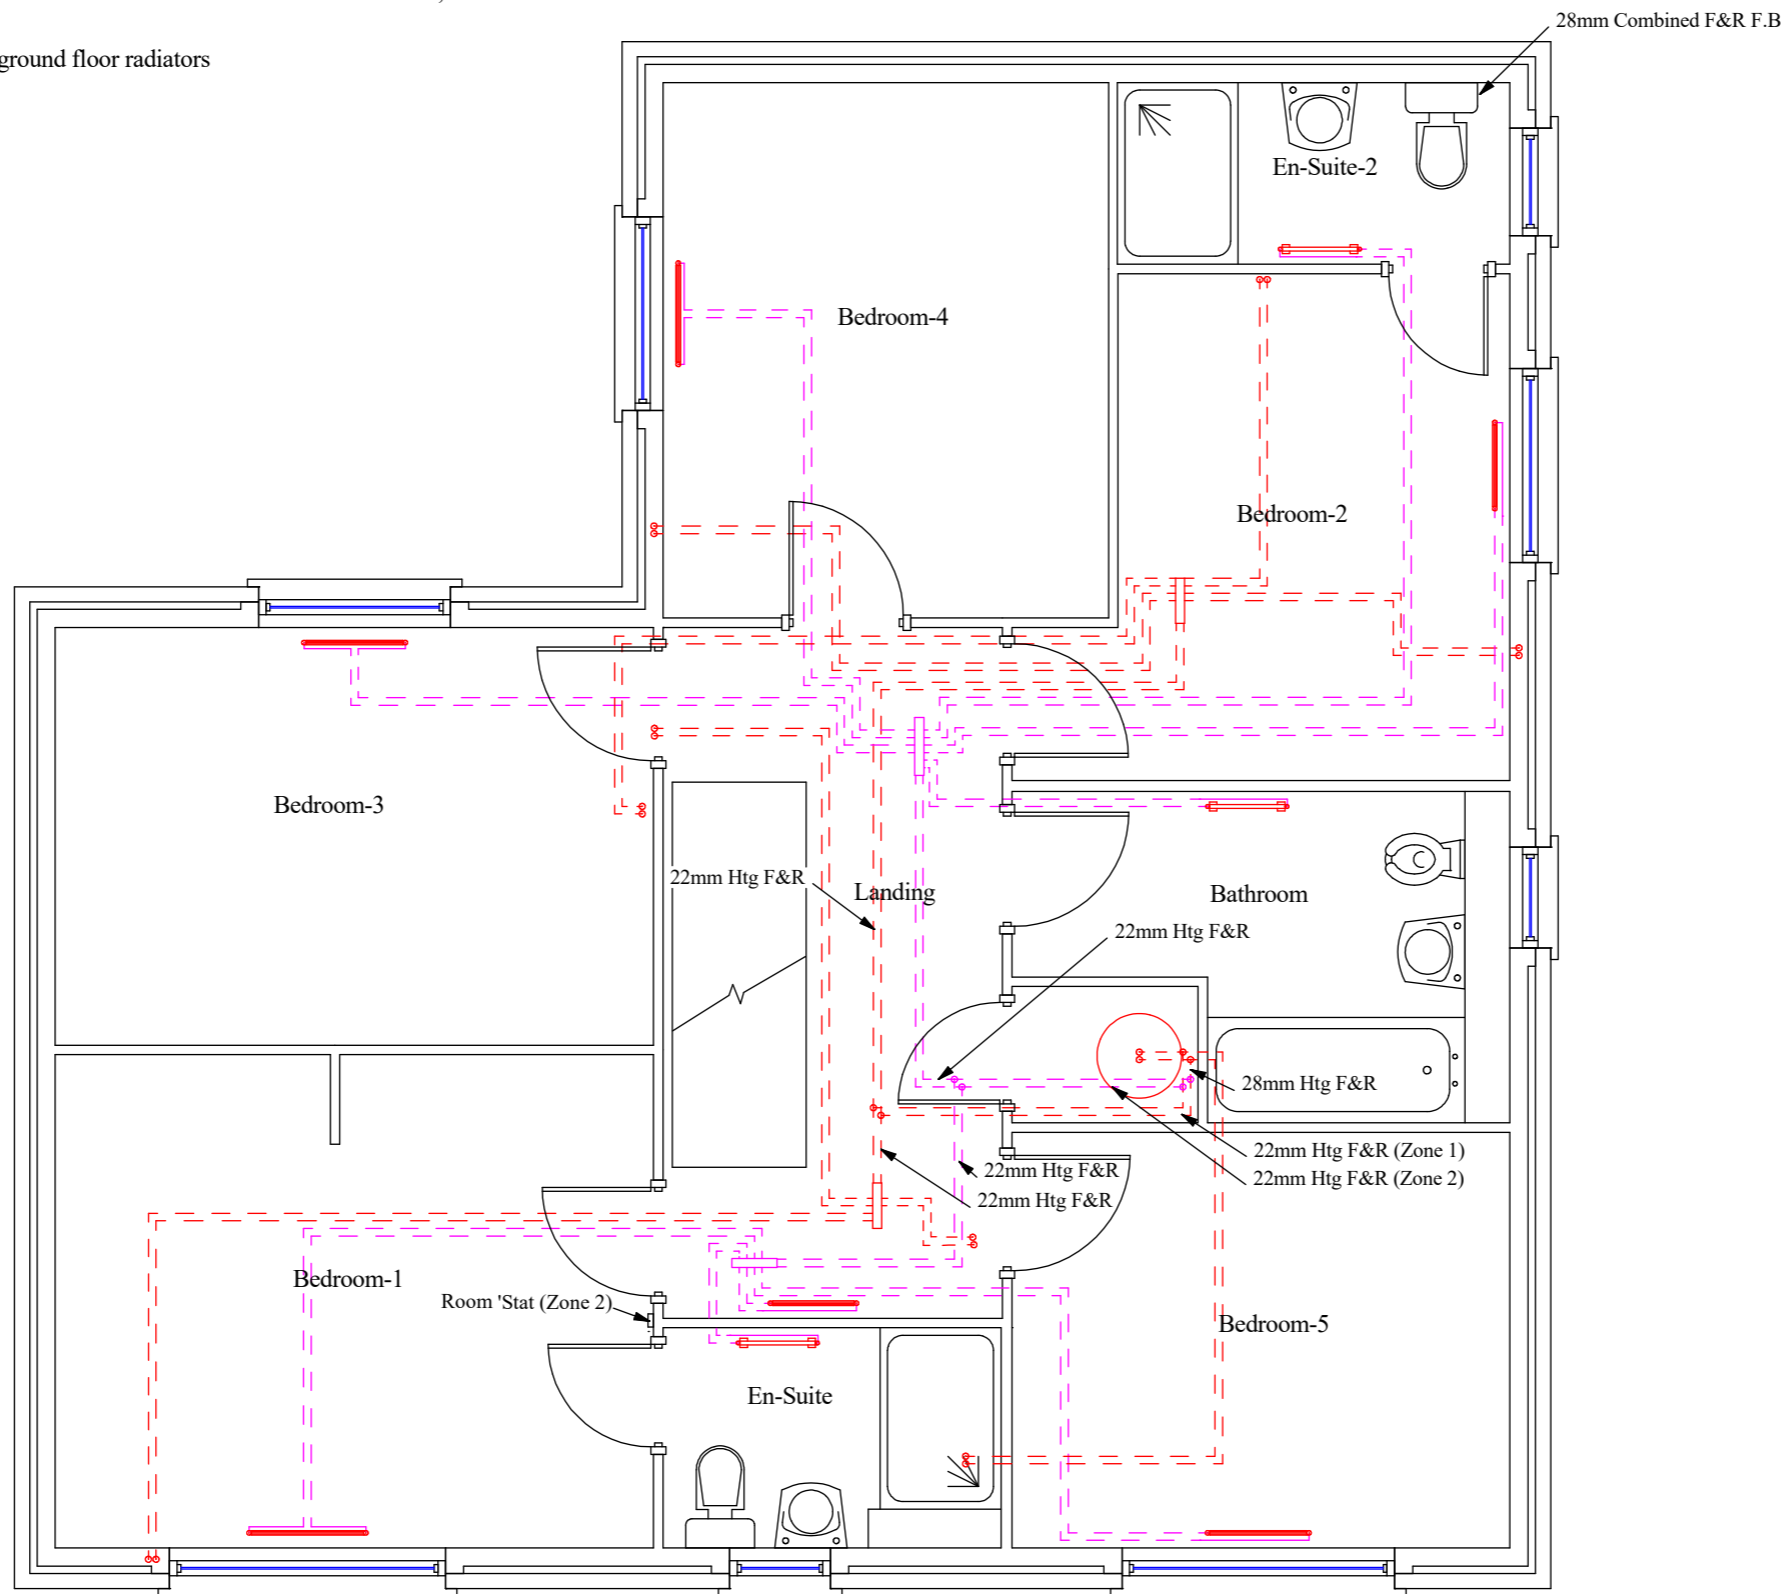 28mm Combined F&R F.B
ground floor radiators
En-Suite-2
Bedroom-4
Bedroom-2
Bedroom-3
22mm Htg F&R
Landing
Bathroom
22mm Htg F&R
28mm Htg F&R
22mm Htg F&R (Zone 1)
22mm Htg F&R
22mm Htg F&R (Zone 2)
22mm Htg F&R
Bedroom-1
Room 'Stat (Zone 2)
Bedroom-5
En-Suite